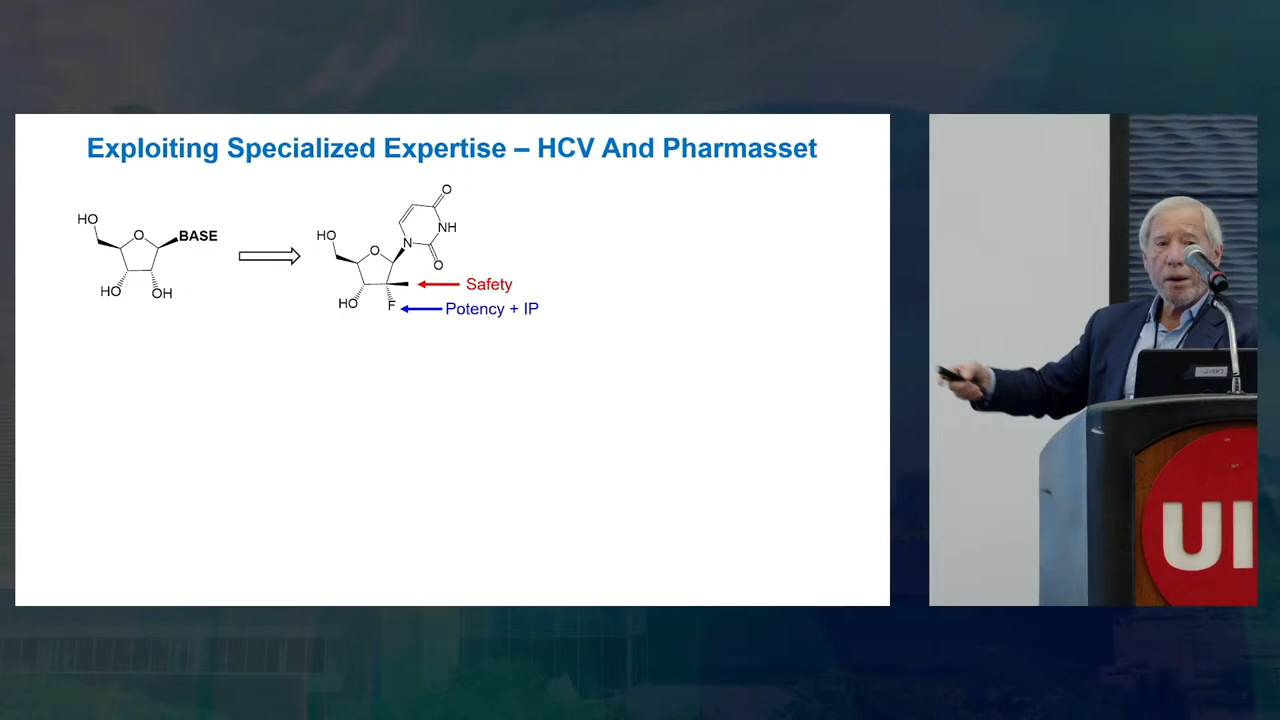 Exploiting Specialized Expertise – HCV And Pharmasset
HO
O
BASE
HO
OH
HO
O
N
O
NH
O
HO
F
Safety
Potency + IP
UI